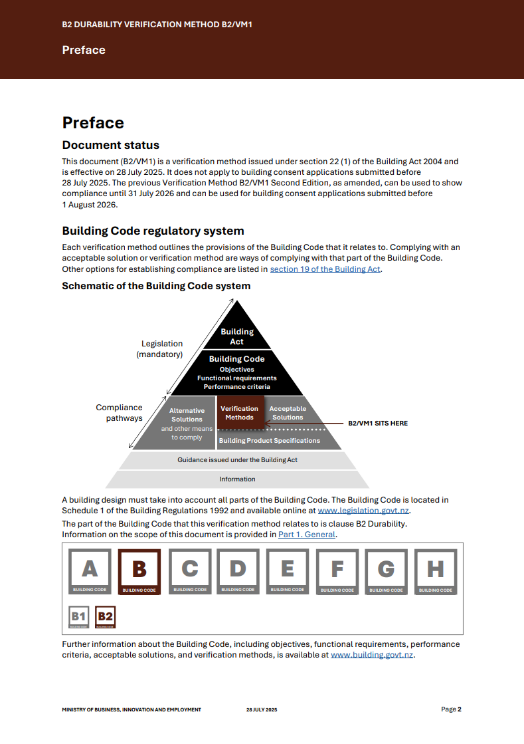 B2 DURABILITY VERIFICATION METHOD B2/VM1
Preface
Preface
Document status
This document (B2/VM1) is a verification method issued under section 22 (1) of the Building Act 2004 and
is effective on 28 July 2025. It does not apply to building consent applications submitted before
28 July 2025. The previous Verification Method B2/VM1 Second Edition, as amended, can be used to show
compliance until 31 July 2026 and can be used for building consent applications submitted before
1 August 2026.
Building Code regulatory system
Each verification method outlines the provisions of the Building Code that it relates to. Complying with an
acceptable solution or verification method are ways of complying with that part of the Building Code.
Other options for establishing compliance are listed in section 19 of the Building Act.
Schematic of the Building Code system
Building
Act
Legislation
(mandatory)
Building Code
Objectives
Functional requirements
Performance criteria
Compliance
pathways
Alternative
Solutions
and other means
to comply
Verification
Methods
Acceptable
Solutions
B2/VM1 SITS HERE
Building Product Specifications
Guidance issued under the Building Act
Information
A building design must take into account all parts of the Building Code. The Building Code is located in
Schedule 1 of the Building Regulations 1992 and available online at www.legislation.govt.nz.
The part of the Building Code that this verification method relates to is clause B2 Durability.
Information on the scope of this document is provided in Part 1. General.
A B C D E F G H
BUILDING CODE BUILDING CODE BUILDING CODE BUILDING CODE BUILDING CODE BUILDING CODE BUILDING CODE BUILDING CODE
B1 B2
Further information about the Building Code, including objectives, functional requirements, performance
criteria, acceptable solutions, and verification methods, is available at www.building.govt.nz.
MINISTRY OF BUSINESS, INNOVATION AND EMPLOYMENT 28 JULY 2025 Page 2